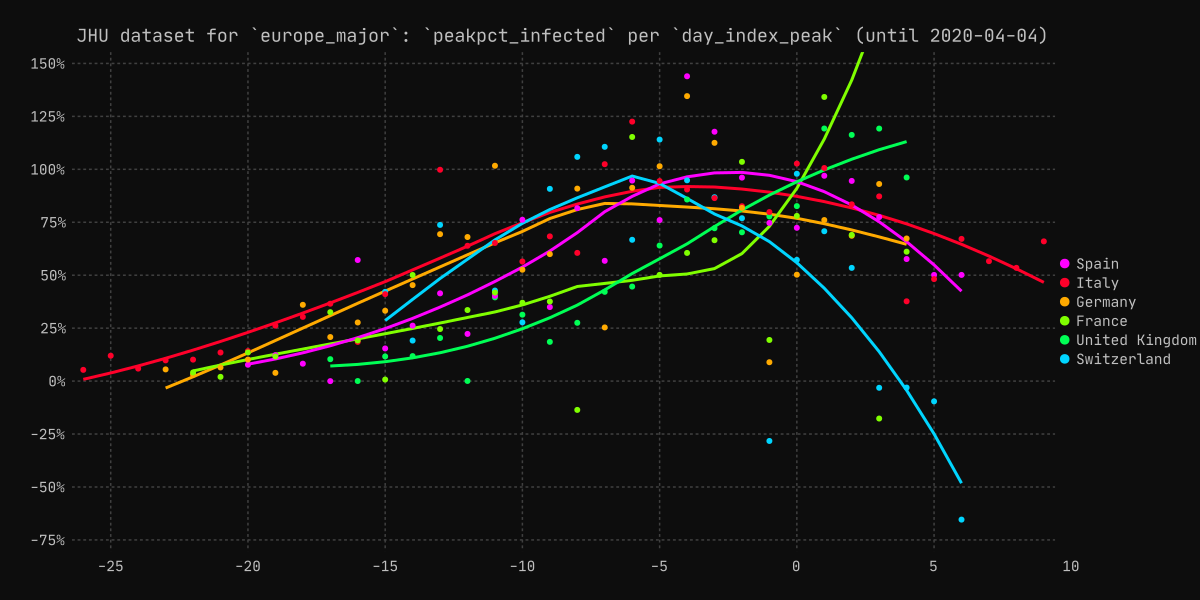 JHU dataset for `europe_major`: `peakpct_infected` per `day_index_peak` (until 2020-04-04)
150%
125%
100%
75%
50%
25%
0%
−25%
−50%
−75%
−25 −20 −15 −10 −5 0 5 10
Spain
Italy
Germany
France
United Kingdom
Switzerland